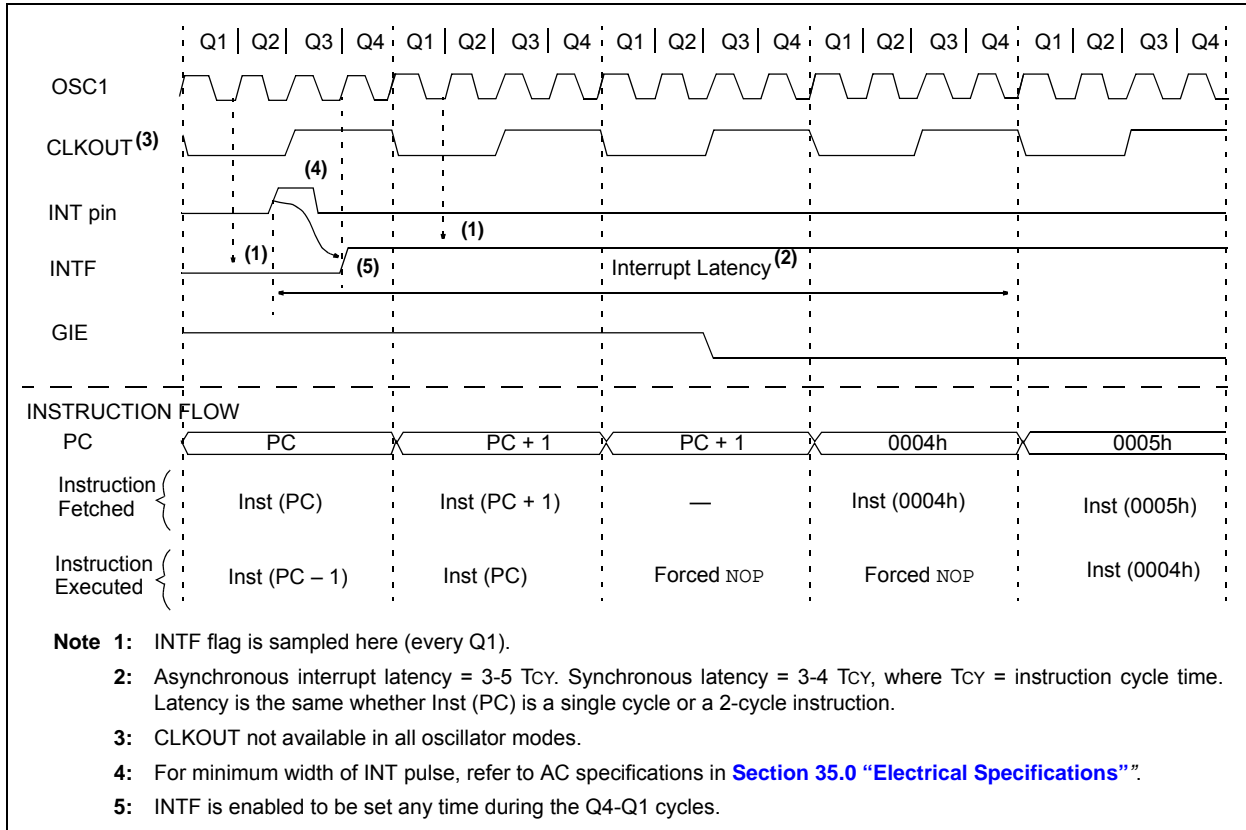 Q1 Q2 Q3 Q4 Q1 Q2 Q3 Q4 Q1 Q2 Q3 Q4 Q1 Q2 Q3 Q4 Q1 Q2 Q3 Q4
OSC1
CLKOUT(3)
(4)
INT pin
(1)
(1)
INTF
(5)
Interrupt Latency(2)
GIE
INSTRUCTION FLOW
PC PC PC + 1 PC + 1 0004h 0005h
Instruction
Fetched
Inst (PC) Inst (PC + 1) — Inst (0004h) Inst (0005h)
Instruction
Executed
Inst (PC – 1) Inst (PC) Forced NOP Forced NOP Inst (0004h)
Note 1: INTF flag is sampled here (every Q1).
2: Asynchronous interrupt latency = 3-5 TCY. Synchronous latency = 3-4 TCY, where TCY = instruction cycle time.
Latency is the same whether Inst (PC) is a single cycle or a 2-cycle instruction.
3: CLKOUT not available in all oscillator modes.
4: For minimum width of INT pulse, refer to AC specifications in Section 35.0 “Electrical Specifications””.
5: INTF is enabled to be set any time during the Q4-Q1 cycles.